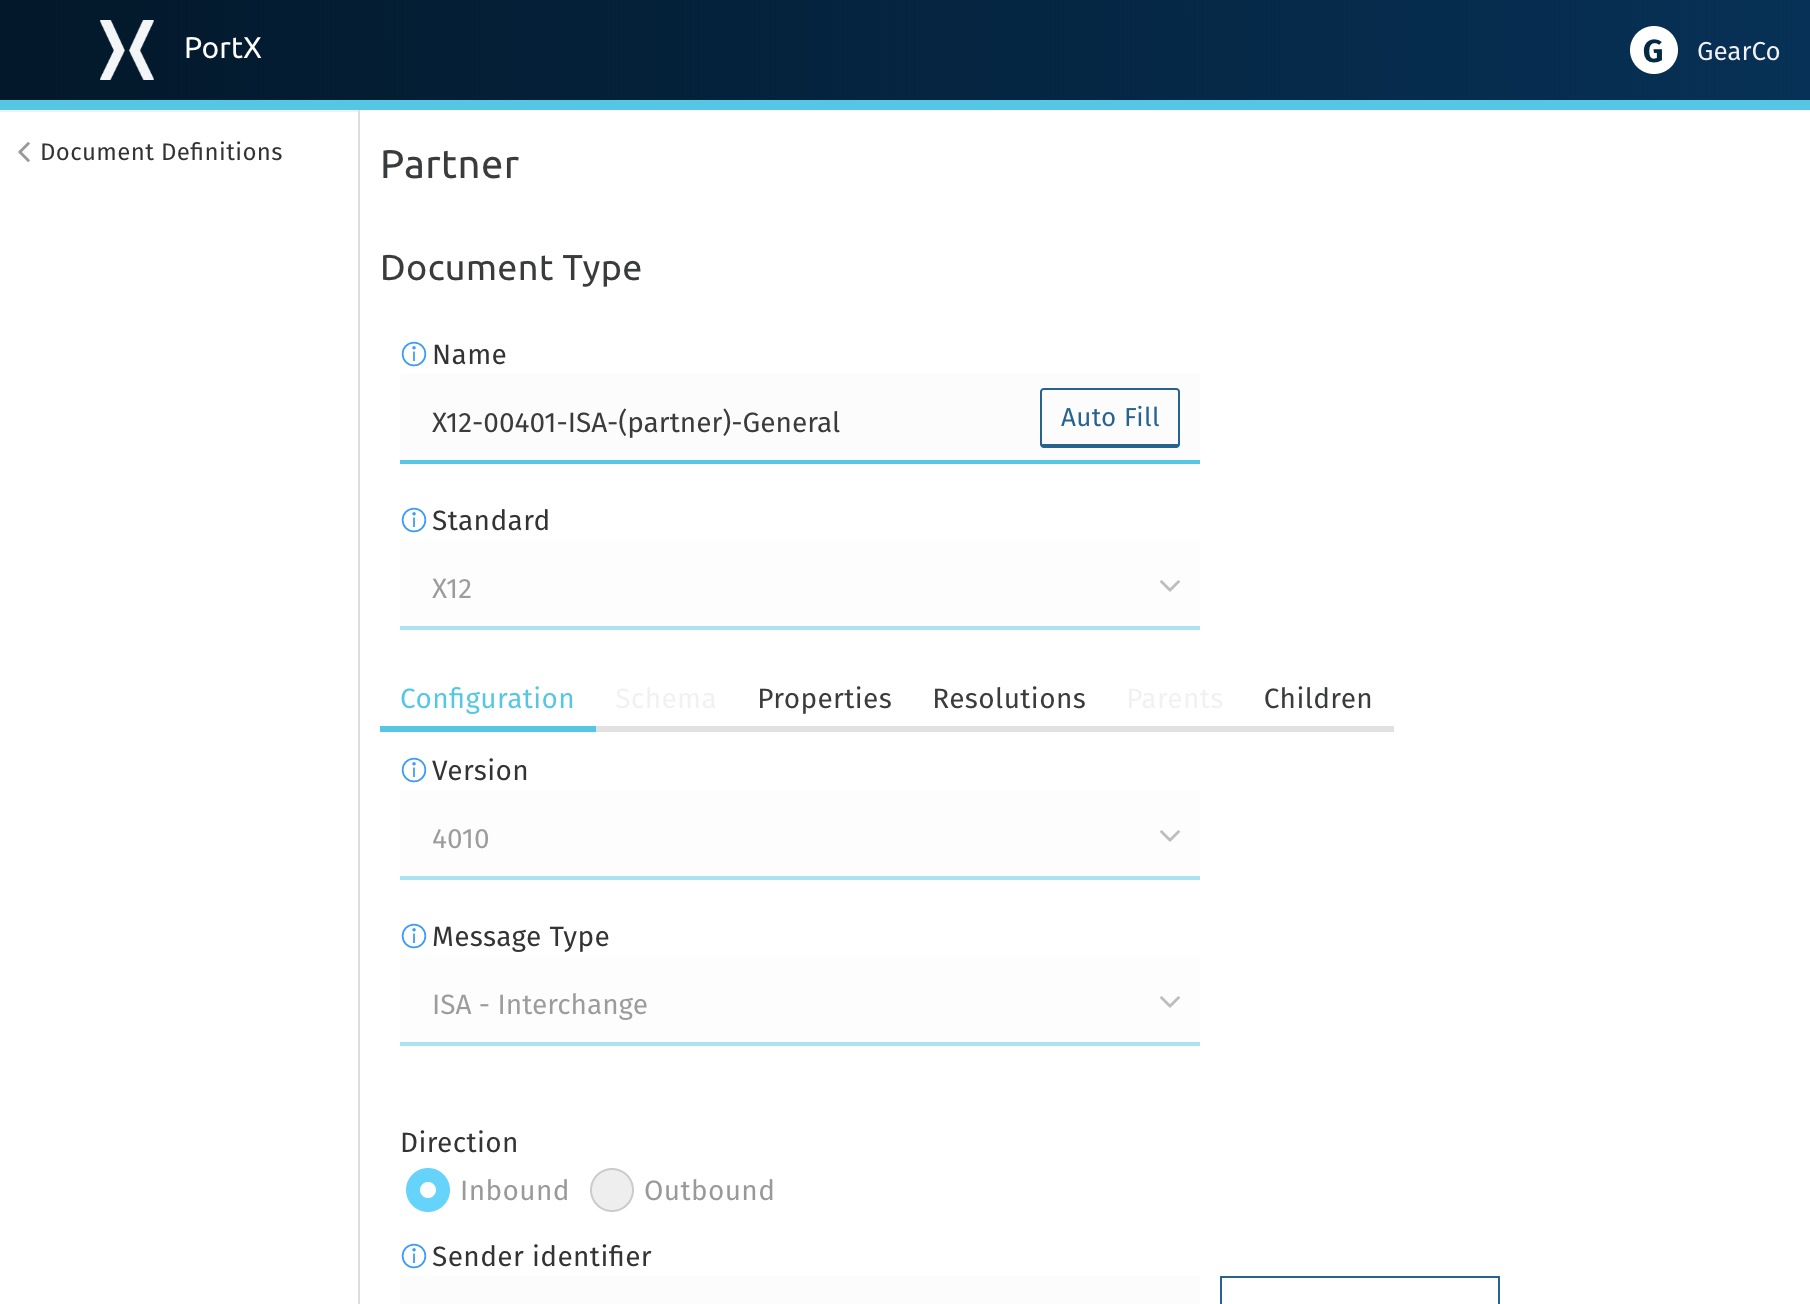 PortX
G GearCo
Document Definitions
Partner
Document Type
Name
X12-00401-ISA-(partner)-General
Auto Fill
Standard
X12
Configuration Schema Properties Resolutions Parents Children
Version
4010
Message Type
ISA - Interchange
Direction
Inbound Outbound
Sender identifier